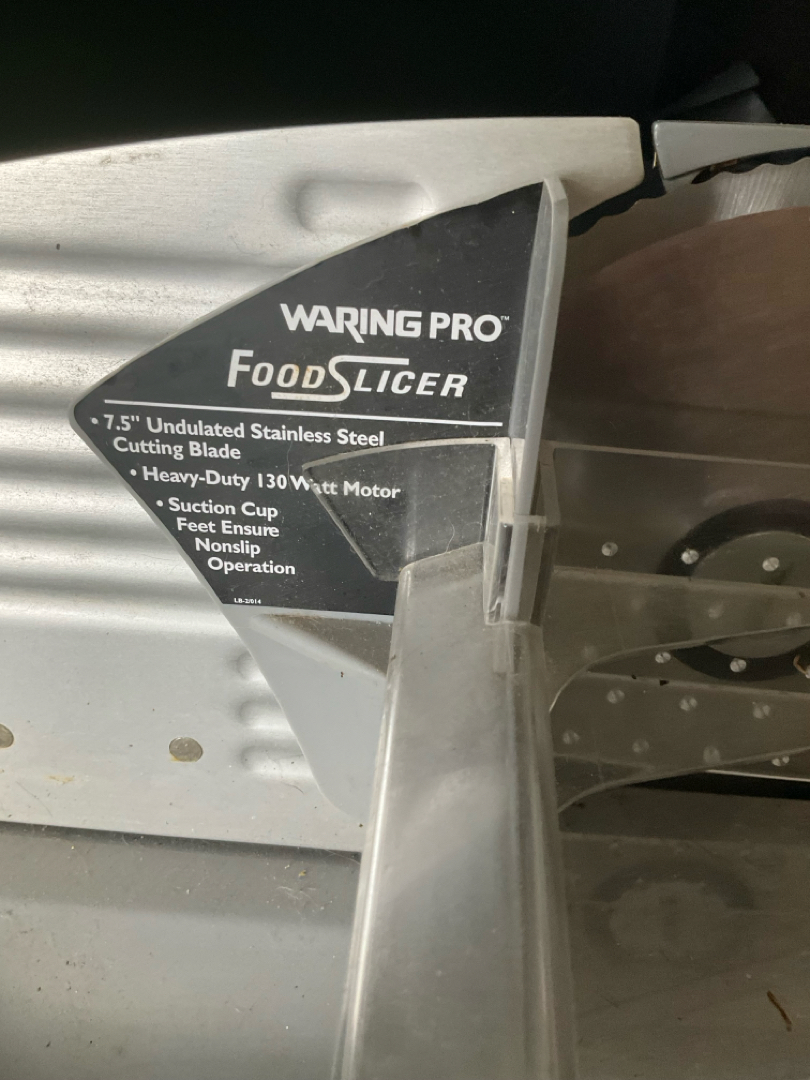 WARING PRO™
FOODSLICER
• 7.5" Undulated Stainless Steel
Cutting Blade
• Heavy-Duty 130 Watt Motor
• Suction Cup
Feet Ensure
Nonslip
Operation
LB-2/014